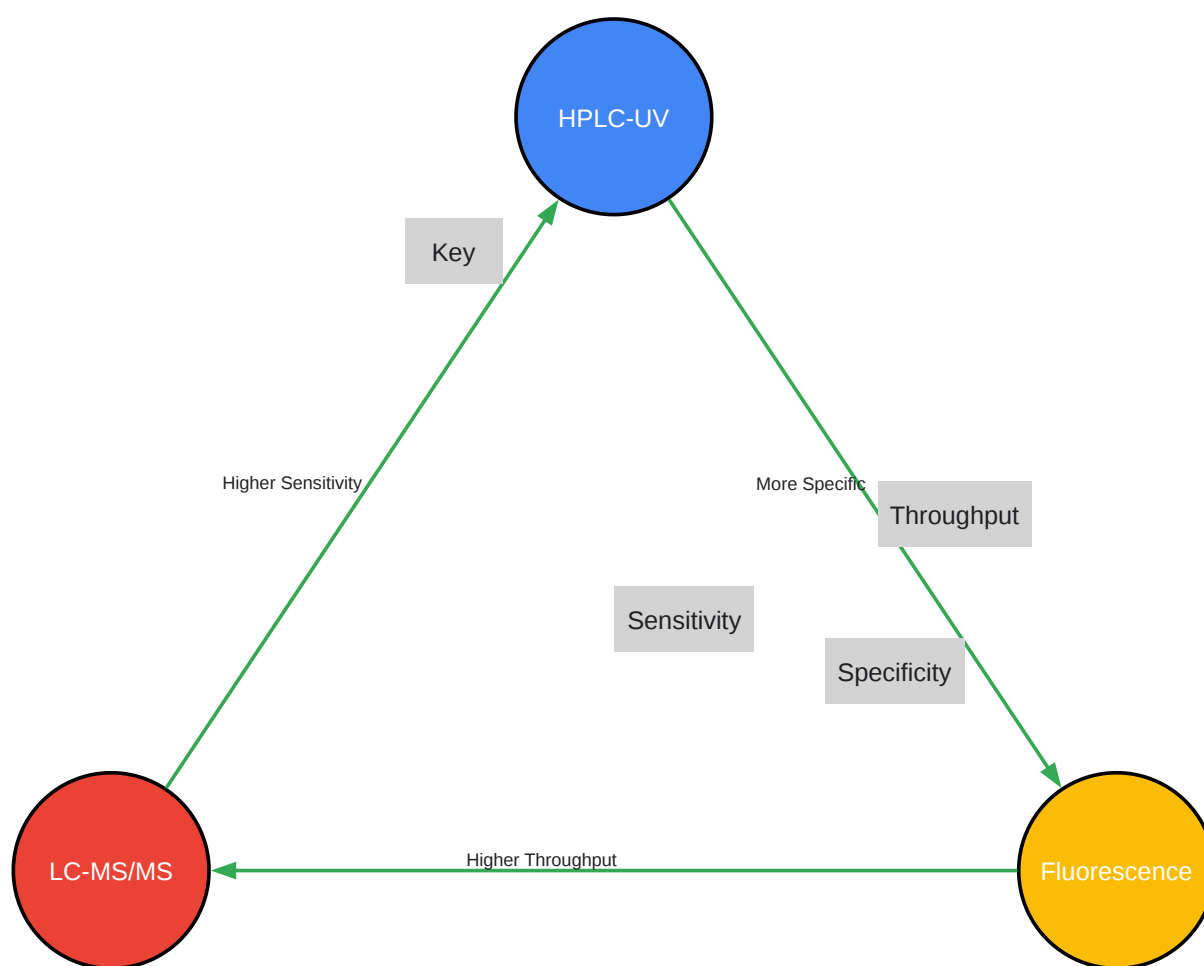 HPLC-UV
Key
Higher Sensitivity
More Specific
Throughput
Sensitivity
Specificity
Higher Throughput
LC-MS/MS
Fluorescence